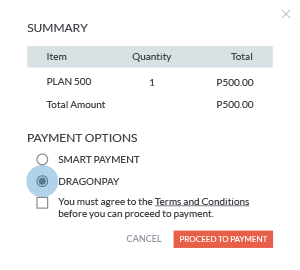 SUMMARY
Item Quantity Total
PLAN 500 1 P500.00
Total Amount P500.00
PAYMENT OPTIONS
SMART PAYMENT
DRAGONPAY
You must agree to the Terms and Conditions
before you can proceed to payment.
CANCEL PROCEED TO PAYMENT